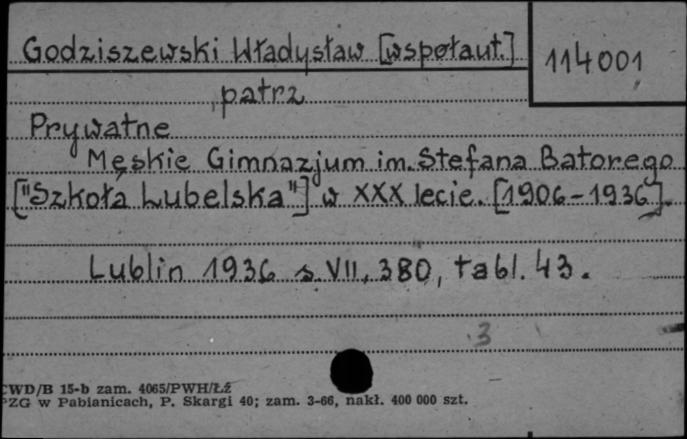 Godziszewski Władysław [współaut.]
114001
patrz
Prywatne
Męskie Gimnazjum im. Stefana Batorego
["Szkoła Lubelska"] w XXX lecie. [1906-1936].
Lublin 1936 s. VII, 380, tabl. 43.
3
CWD/B 15-b zam. 4065/PWH/Łź
PZG w Pabianicach, P. Skargi 40; zam. 3-66, nakł. 400 000 szt.